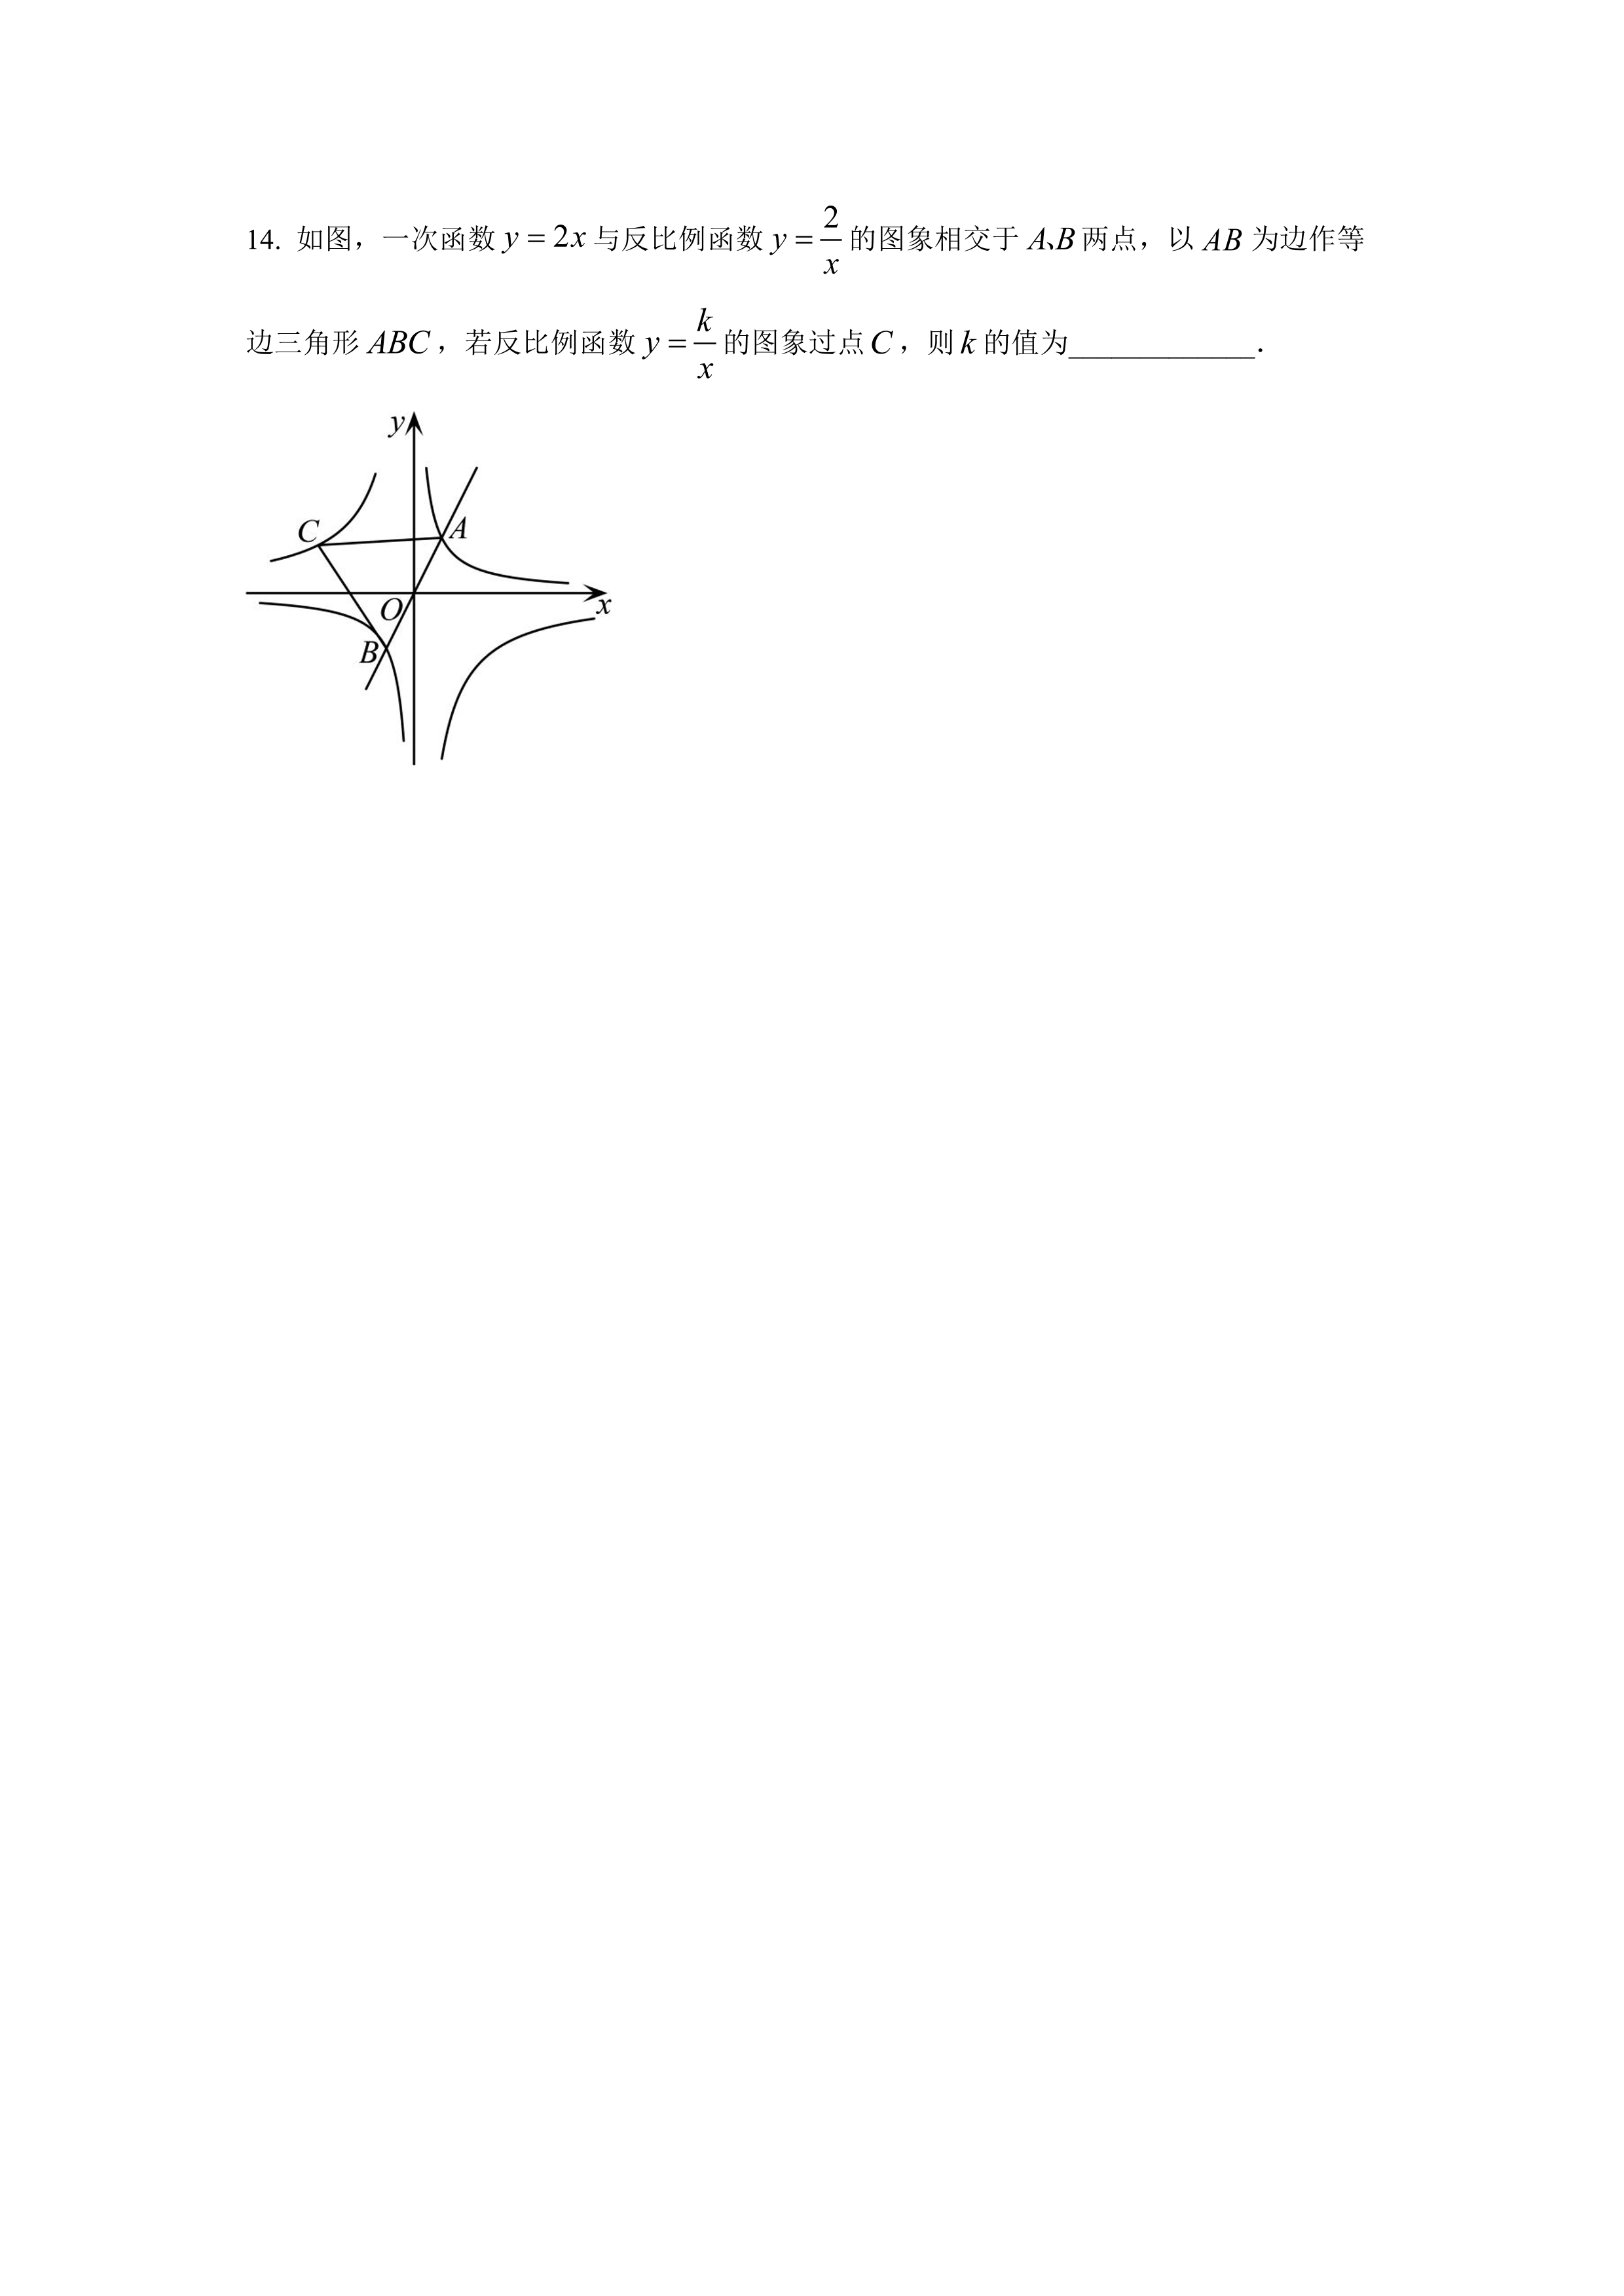 14. 如图，一次函数 y = 2x 与反比例函数 y = 2/x 的图象相交于 A、B 两点，以 AB 为边作等
边三角形 ABC，若反比例函数 y = k/x 的图象过点 C，则 k 的值为_____________．
y
C
A
O
x
B